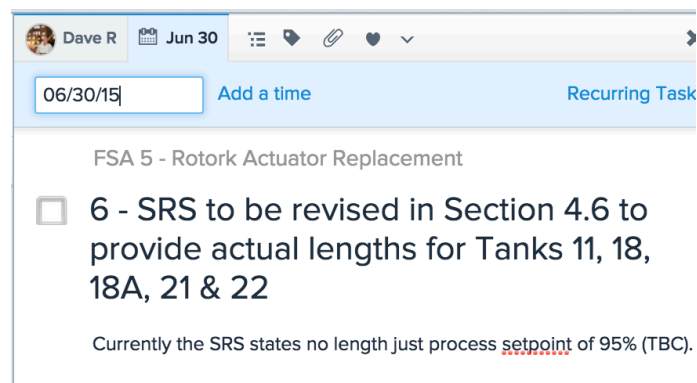 Dave R Jun 30
06/30/15 Add a time Recurring Task
FSA 5 - Rotork Actuator Replacement
6 - SRS to be revised in Section 4.6 to
provide actual lengths for Tanks 11, 18,
18A, 21 & 22
Currently the SRS states no length just process setpoint of 95% (TBC).